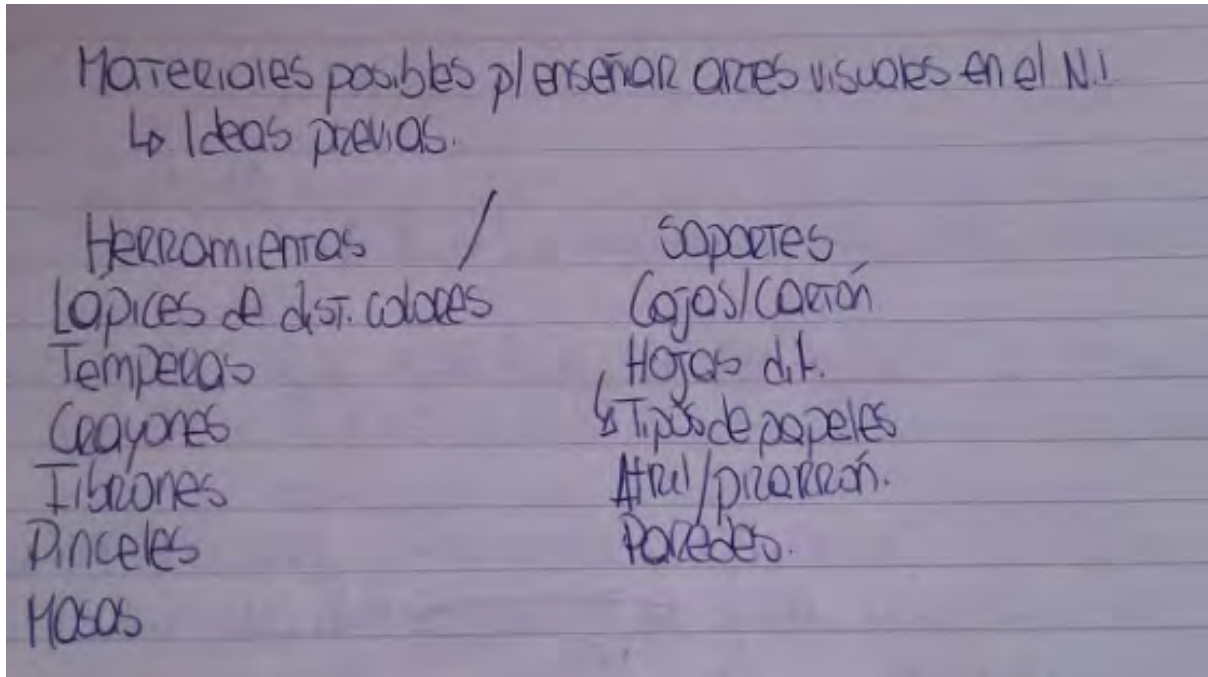 Materiales posibles p/ enseñar artes visuales en el N.I.
↳ Ideas previas.
Herramientas / Soportes
Lápices de dist. colores Cajas/Cartón
Temperas Hojas dif.
Crayones ↳ Tipos de papeles
Fibrones Atril/pizarrón.
Pinceles Paredes.
Masas